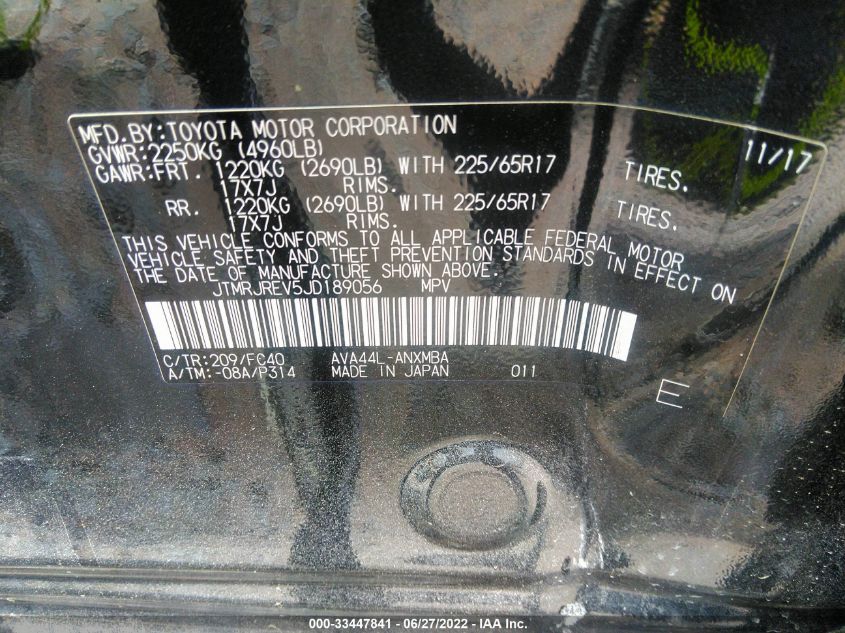 MFD.BY:TOYOTA MOTOR CORPORATION 11/17
GVWR:2250KG (4960LB)
GAWR:FRT. 1220KG (2690LB) WITH 225/65R17 TIRES.
17X7J RIMS.
RR. 1220KG (2690LB) WITH 225/65R17 TIRES.
17X7J RIMS.
THIS VEHICLE CONFORMS TO ALL APPLICABLE FEDERAL MOTOR
VEHICLE SAFETY AND THEFT PREVENTION STANDARDS IN EFFECT ON
THE DATE OF MANUFACTURE SHOWN ABOVE.
JTMRJREV5JD189056 MPV
C/TR:209/FC40 AVA44L-ANXMBA
A/TM:-08A/P314 MADE IN JAPAN 011
E
000-33447841 - 06/27/2022 - IAA Inc.